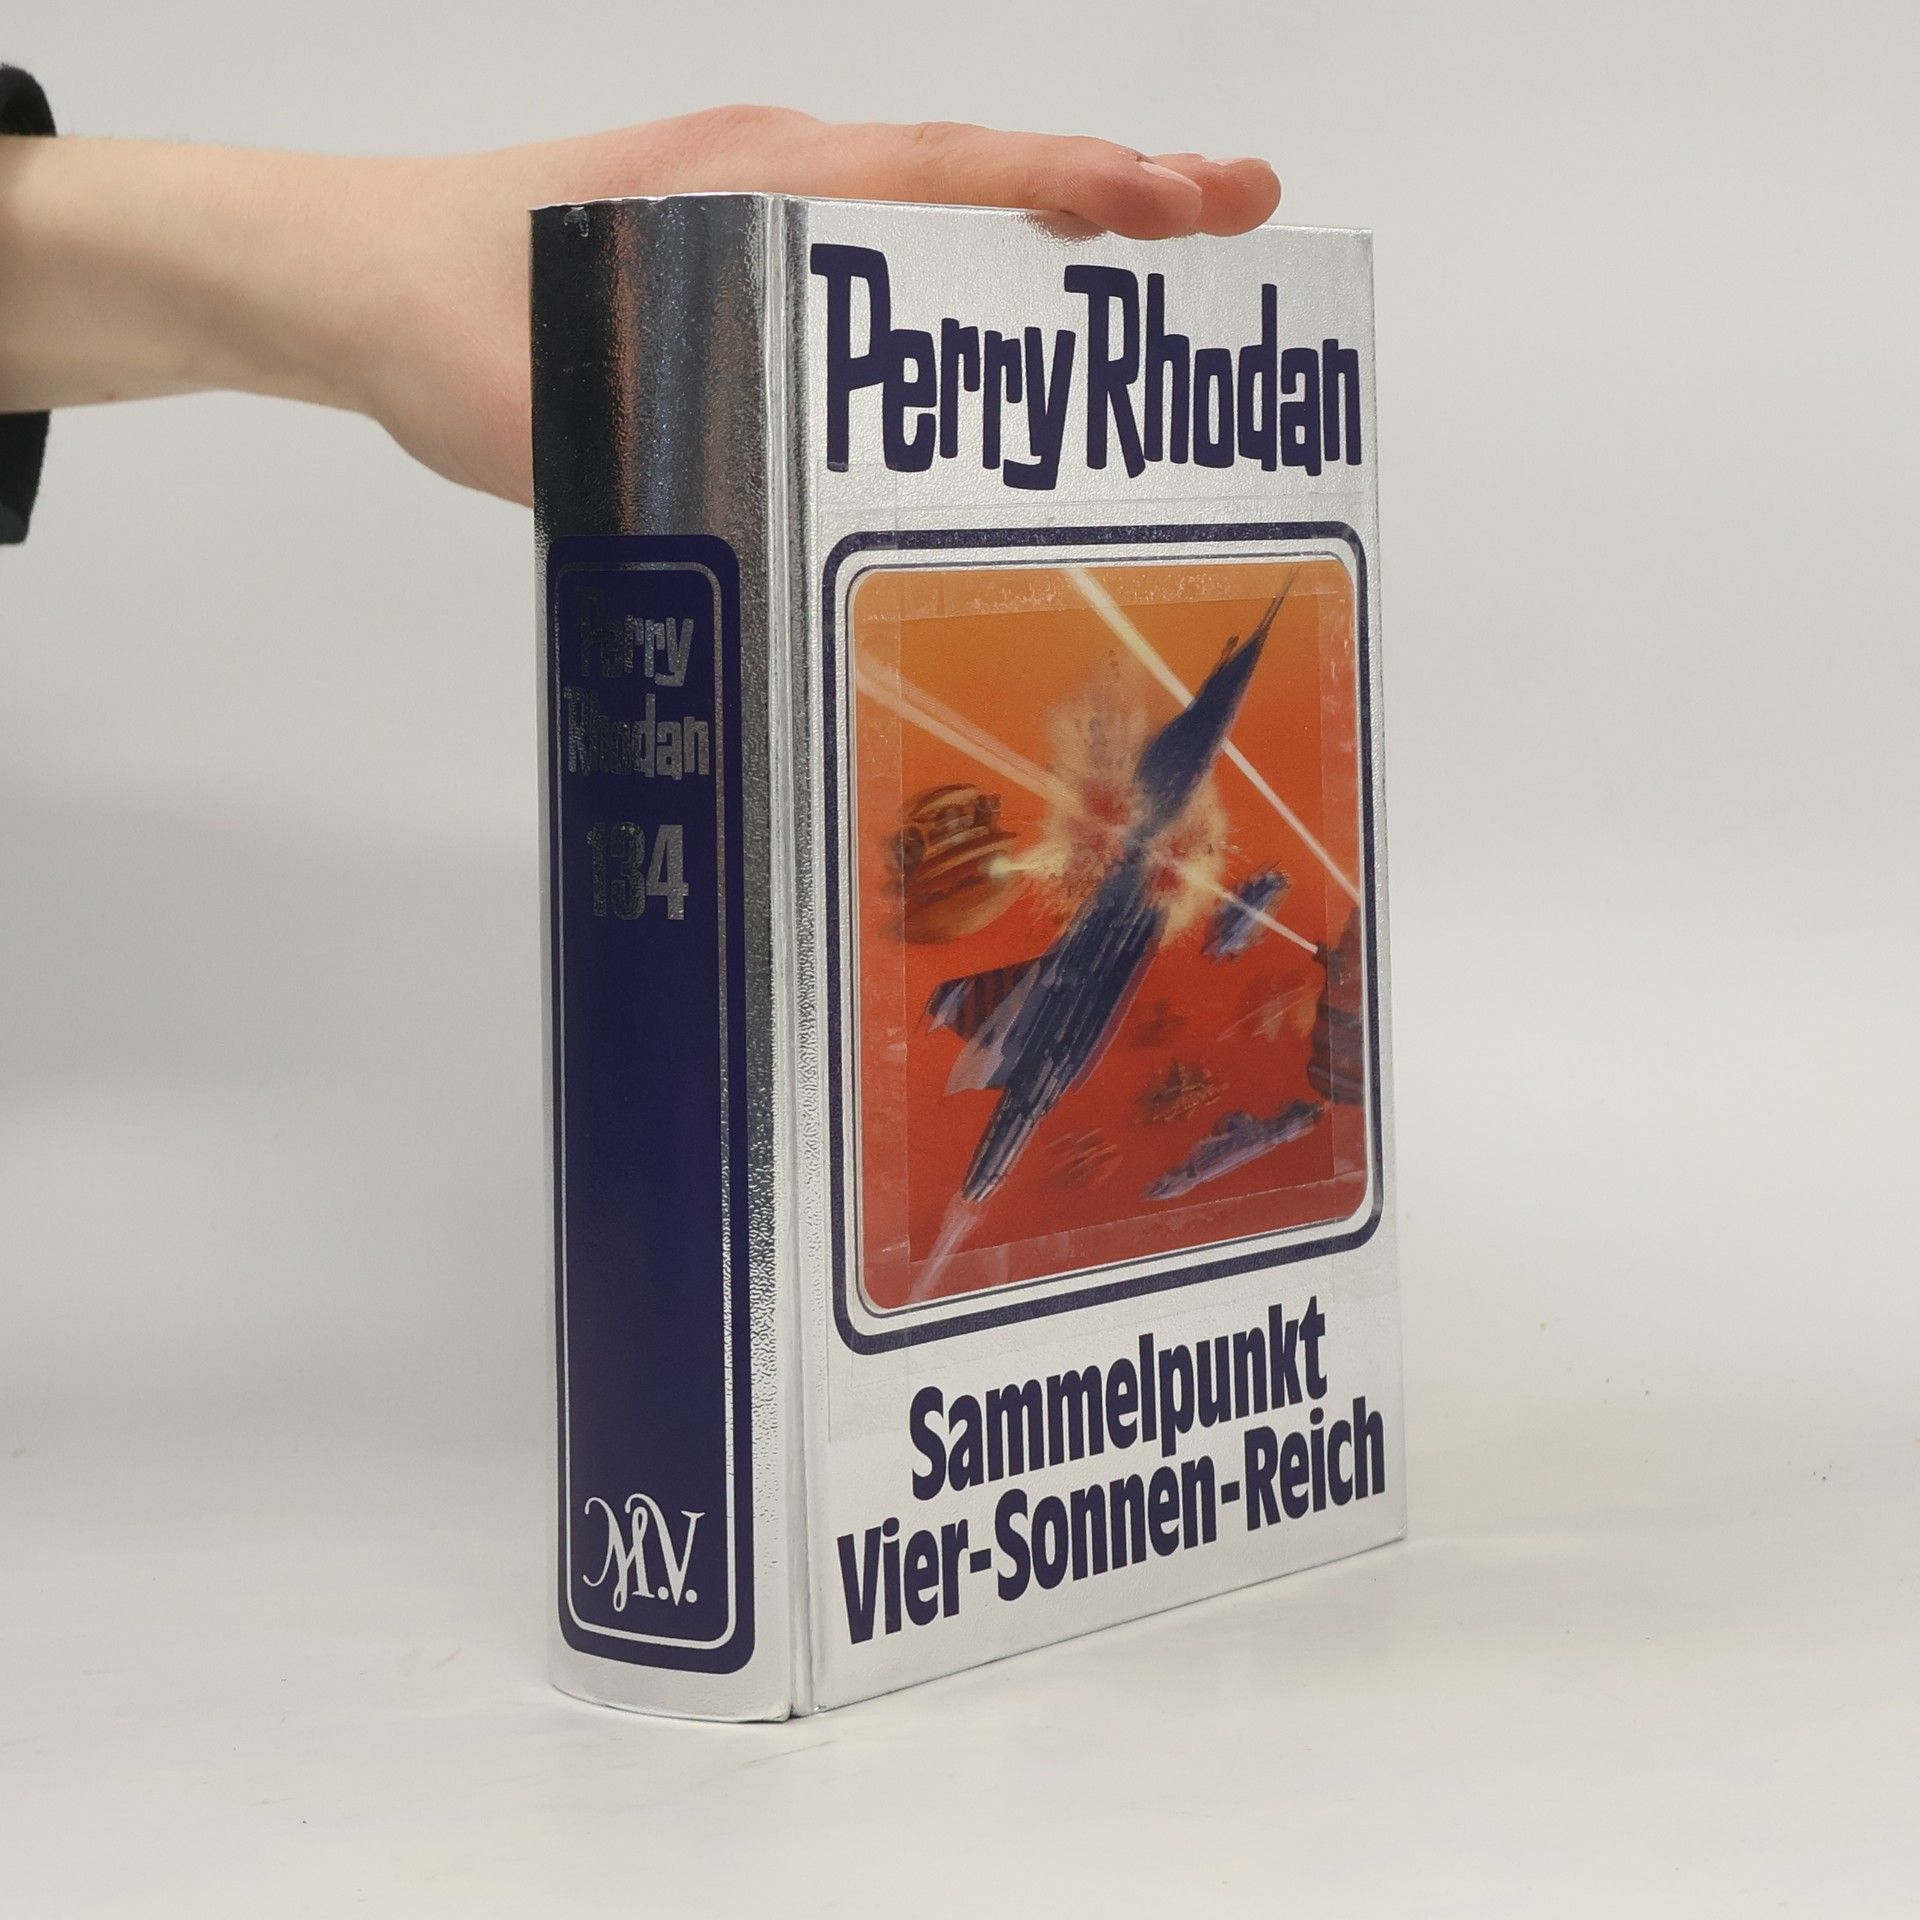 Perry Rhodan
Sammelpunkt
Vier-Sonnen-Reich
Perry
Rhodan
134
M.V.